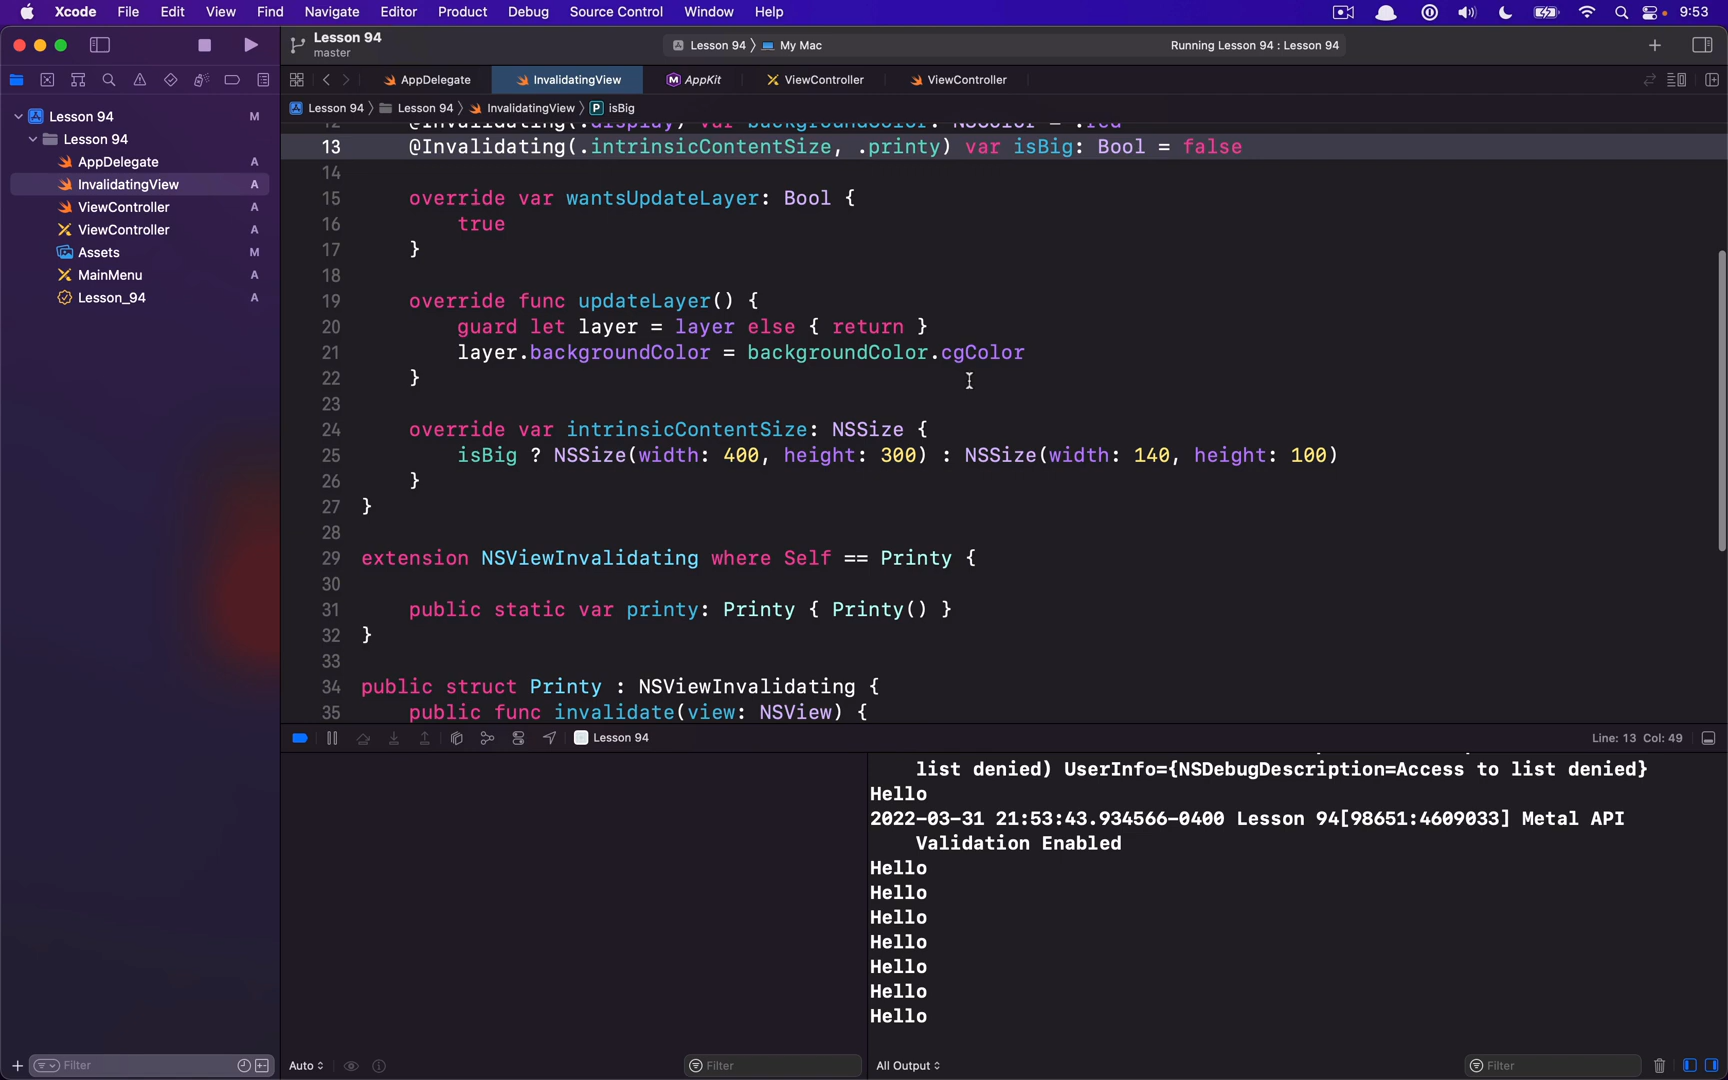 Xcode File Edit View Find Navigate Editor Product Debug Source Control Window Help 9:53
Lesson 94
master
Lesson 94 My Mac
Running Lesson 94 : Lesson 94
AppDelegate InvalidatingView AppKit ViewController ViewController
Lesson 94 Lesson 94 InvalidatingView P isBig
Lesson 94 M
Lesson 94
AppDelegate A
InvalidatingView A
ViewController A
ViewController A
Assets M
MainMenu A
Lesson_94 A
12 @Invalidating(.display) var backgroundColor: NSColor = .red
13 @Invalidating(.intrinsicContentSize, .printy) var isBig: Bool = false
14
15 override var wantsUpdateLayer: Bool {
16 true
17 }
18
19 override func updateLayer() {
20 guard let layer = layer else { return }
21 layer.backgroundColor = backgroundColor.cgColor
22 }
23
24 override var intrinsicContentSize: NSSize {
25 isBig ? NSSize(width: 400, height: 300) : NSSize(width: 140, height: 100)
26 }
27 }
28
29 extension NSViewInvalidating where Self == Printy {
30
31 public static var printy: Printy { Printy() }
32 }
33
34 public struct Printy : NSViewInvalidating {
35 public func invalidate(view: NSView) {
Lesson 94
Line: 13 Col: 49
list denied) UserInfo={NSDebugDescription=Access to list denied}
Hello
2022-03-31 21:53:43.934566-0400 Lesson 94[98651:4609033] Metal API
Validation Enabled
Hello
Hello
Hello
Hello
Hello
Hello
Hello
Filter
Auto
Filter
All Output
Filter